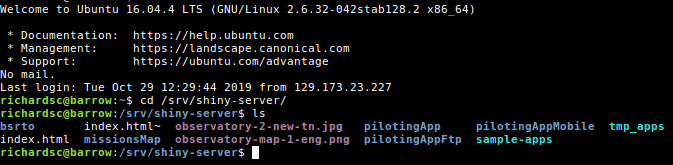 Welcome to Ubuntu 16.04.4 LTS (GNU/Linux 2.6.32-042stab128.2 x86_64)
* Documentation: https://help.ubuntu.com
* Management: https://landscape.canonical.com
* Support: https://ubuntu.com/advantage
No mail.
Last login: Tue Oct 29 12:29:44 2019 from 129.173.23.227
richardsc@barrow:~$ cd /srv/shiny-server/
richardsc@barrow:/srv/shiny-server$ ls
bsrto index.html~ observatory-2-new-tn.jpg pilotingApp pilotingAppMobile tmp_apps
index.html missionsMap observatory-map-1-eng.png pilotingAppFtp sample-apps
richardsc@barrow:/srv/shiny-server$